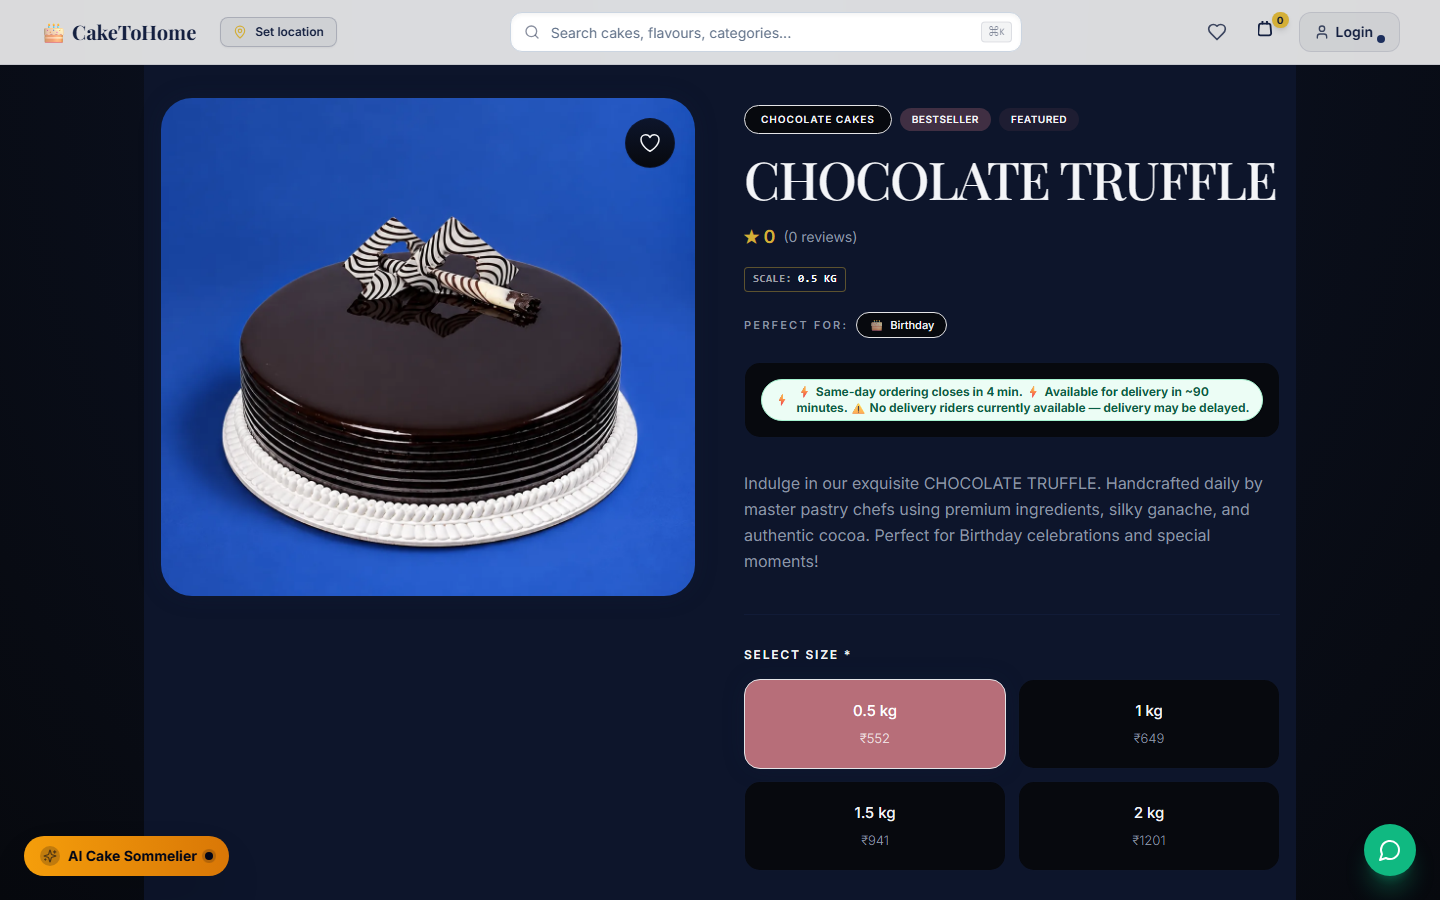 CakeToHome
Set location
Search cakes, flavours, categories...
⌘K
0
Login
CHOCOLATE CAKES
BESTSELLER
FEATURED
CHOCOLATE TRUFFLE
★ 0 (0 reviews)
SCALE: 0.5 KG
PERFECT FOR:
🎂 Birthday
⚡ ⚡ Same-day ordering closes in 4 min. ⚡ Available for delivery in ~90
minutes. ⚠️ No delivery riders currently available — delivery may be delayed.
Indulge in our exquisite CHOCOLATE TRUFFLE. Handcrafted daily by
master pastry chefs using premium ingredients, silky ganache, and
authentic cocoa. Perfect for Birthday celebrations and special
moments!
SELECT SIZE *
0.5 kg
₹552
1 kg
₹649
1.5 kg
₹941
2 kg
₹1201
AI Cake Sommelier